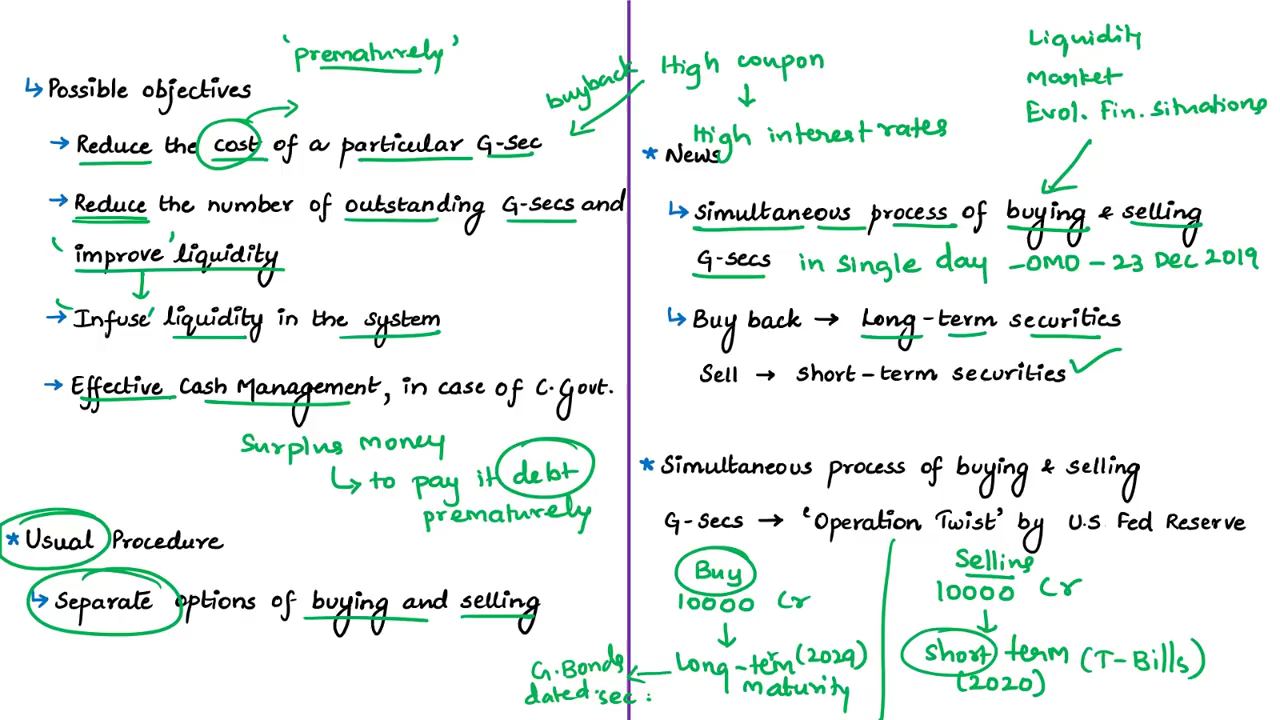 'prematurely'
↳ Possible objectives
→ Reduce the cost of a particular G-sec
→ Reduce the number of outstanding G-secs and
'improve' liquidity
→ 'Infuse' liquidity in the system
→ Effective Cash Management, in case of C. Govt.
Surplus money
↳ to pay it debt
prematurely
* Usual Procedure
↳ Separate options of buying and selling
buyback
High coupon
↓
High interest rates
Liquidity
Market
Evol. Fin. Situations
* News
↳ Simultaneous process of buying & selling
G-secs in single day - OMO - 23 Dec 2019
↳ Buy back → Long-term securities
Sell → short-term securities ✓
* Simultaneous process of buying & selling
G-secs → 'Operation Twist' by U.S Fed Reserve
Buy
10000 Cr
↓
Long-term (2029)
maturity
G. Bonds
dated sec.
Selling
10000 Cr
↓
short term (T-Bills)
(2020)